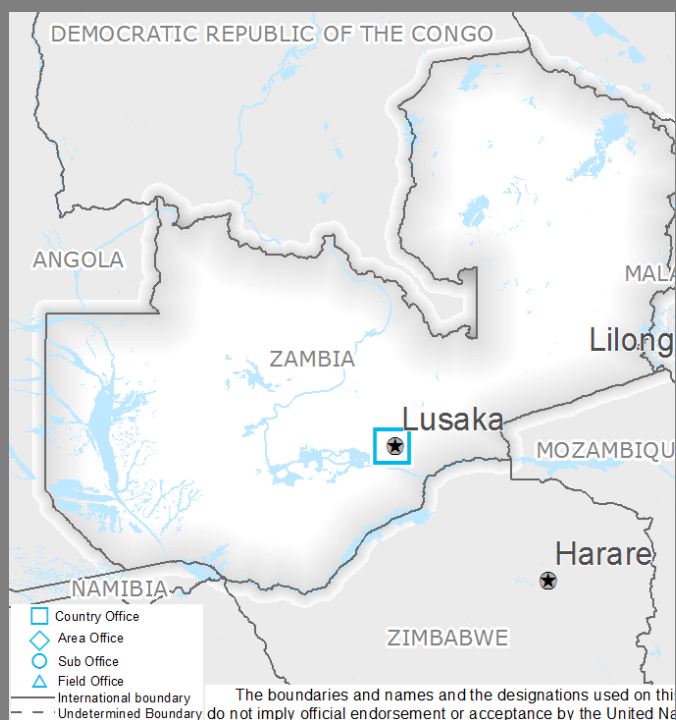 DEMOCRATIC REPUBLIC OF THE CONGO
ANGOLA
MALA
Lilong
ZAMBIA
Lusaka
MOZAMBIQU
Harare
NAMIBIA
ZIMBABWE
Country Office
Area Office
Sub Office
Field Office
International boundary
Undetermined Boundary
The boundaries and names and the designations used on this
do not imply official endorsement or acceptance by the United Na